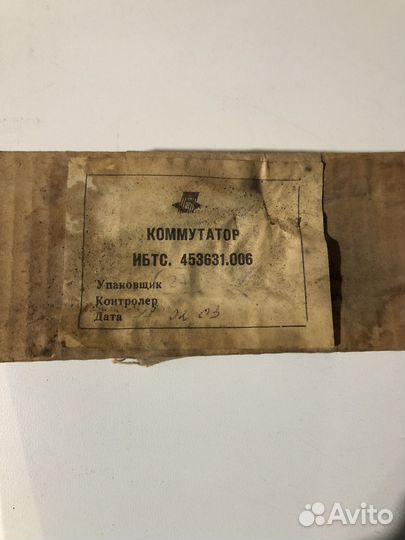 КОММУТАТОР
ИБТС. 453631.006
Упаковщик
Контролер
Дата
Avito